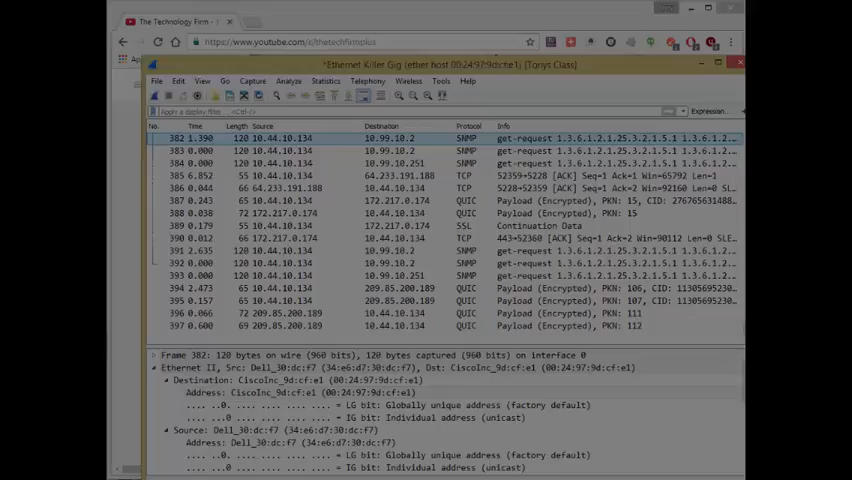 The Technology Firm - \
https://www.youtube.com/c/thetechfirmplus
*Ethernet Killer Gig (ether host 00:24:97:9d:cf:e1) [Tonys Class]
File Edit View Go Capture Analyze Statistics Telephony Wireless Tools Help
Apply a display filter ... <Ctrl-/> Expression...
No. Time Length Source Destination Protocol Info
382 1.390 120 10.44.10.134 10.99.10.2 SNMP get-request 1.3.6.1.2.1.25.3.2.1.5.1 1.3.6.1.2...
383 0.000 120 10.44.10.134 10.99.10.2 SNMP get-request 1.3.6.1.2.1.25.3.2.1.5.1 1.3.6.1.2...
384 0.000 120 10.44.10.134 10.99.10.251 SNMP get-request 1.3.6.1.2.1.25.3.2.1.5.1 1.3.6.1.2...
385 6.852 55 10.44.10.134 64.233.191.188 TCP 52359→5228 [ACK] Seq=1 Ack=1 Win=65792 Len=1
386 0.044 66 64.233.191.188 10.44.10.134 TCP 5228→52359 [ACK] Seq=1 Ack=2 Win=92160 Len=0 SLE...
387 0.243 65 10.44.10.134 172.217.0.174 QUIC Payload (Encrypted), PKN: 15, CID: 276765631488...
388 0.038 72 172.217.0.174 10.44.10.134 QUIC Payload (Encrypted), PKN: 15
389 0.179 55 10.44.10.134 172.217.0.174 SSL Continuation Data
390 0.012 66 172.217.0.174 10.44.10.134 TCP 443→52360 [ACK] Seq=1 Ack=2 Win=90112 Len=0 SLE...
391 2.635 120 10.44.10.134 10.99.10.2 SNMP get-request 1.3.6.1.2.1.25.3.2.1.5.1 1.3.6.1.2...
392 0.000 120 10.44.10.134 10.99.10.2 SNMP get-request 1.3.6.1.2.1.25.3.2.1.5.1 1.3.6.1.2...
393 0.000 120 10.44.10.134 10.99.10.251 SNMP get-request 1.3.6.1.2.1.25.3.2.1.5.1 1.3.6.1.2...
394 2.473 65 10.44.10.134 209.85.200.189 QUIC Payload (Encrypted), PKN: 106, CID: 11305695230...
395 0.157 65 10.44.10.134 209.85.200.189 QUIC Payload (Encrypted), PKN: 107, CID: 11305695230...
396 0.066 72 209.85.200.189 10.44.10.134 QUIC Payload (Encrypted), PKN: 111
397 0.600 69 209.85.200.189 10.44.10.134 QUIC Payload (Encrypted), PKN: 112
Frame 382: 120 bytes on wire (960 bits), 120 bytes captured (960 bits) on interface 0
Ethernet II, Src: Dell_30:dc:f7 (34:e6:d7:30:dc:f7), Dst: CiscoInc_9d:cf:e1 (00:24:97:9d:cf:e1)
Destination: CiscoInc_9d:cf:e1 (00:24:97:9d:cf:e1)
Address: CiscoInc_9d:cf:e1 (00:24:97:9d:cf:e1)
.... ..0. .... .... .... .... = LG bit: Globally unique address (factory default)
.... ...0 .... .... .... .... = IG bit: Individual address (unicast)
Source: Dell_30:dc:f7 (34:e6:d7:30:dc:f7)
Address: Dell_30:dc:f7 (34:e6:d7:30:dc:f7)
.... ..0. .... .... .... .... = LG bit: Globally unique address (factory default)
.... ...0 .... .... .... .... = IG bit: Individual address (unicast)